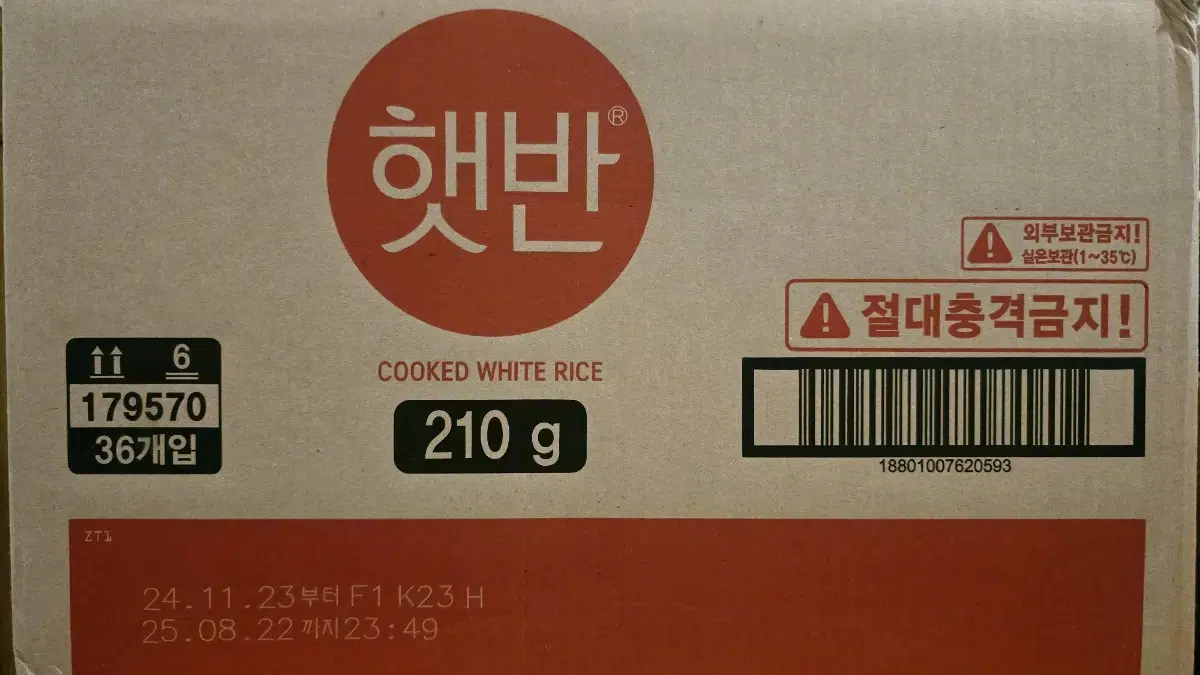 햇반®
외부보관금지!
실온보관(1~35℃)
절대충격금지!
6
179570
36개입
COOKED WHITE RICE
210 g
18801007620593
ZT1
24.11.23부터 F1 K23 H
25.08.22까지 23:49